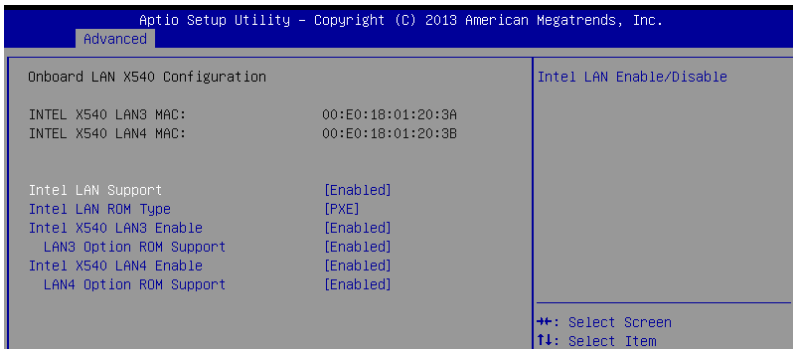 Aptio Setup Utility – Copyright (C) 2013 American Megatrends, Inc.
Advanced
Onboard LAN X540 Configuration
INTEL X540 LAN3 MAC: 00:E0:18:01:20:3A
INTEL X540 LAN4 MAC: 00:E0:18:01:20:3B
Intel LAN Support [Enabled]
Intel LAN ROM Type [PXE]
Intel X540 LAN3 Enable [Enabled]
LAN3 Option ROM Support [Enabled]
Intel X540 LAN4 Enable [Enabled]
LAN4 Option ROM Support [Enabled]
Intel LAN Enable/Disable
→←: Select Screen
↑↓: Select Item